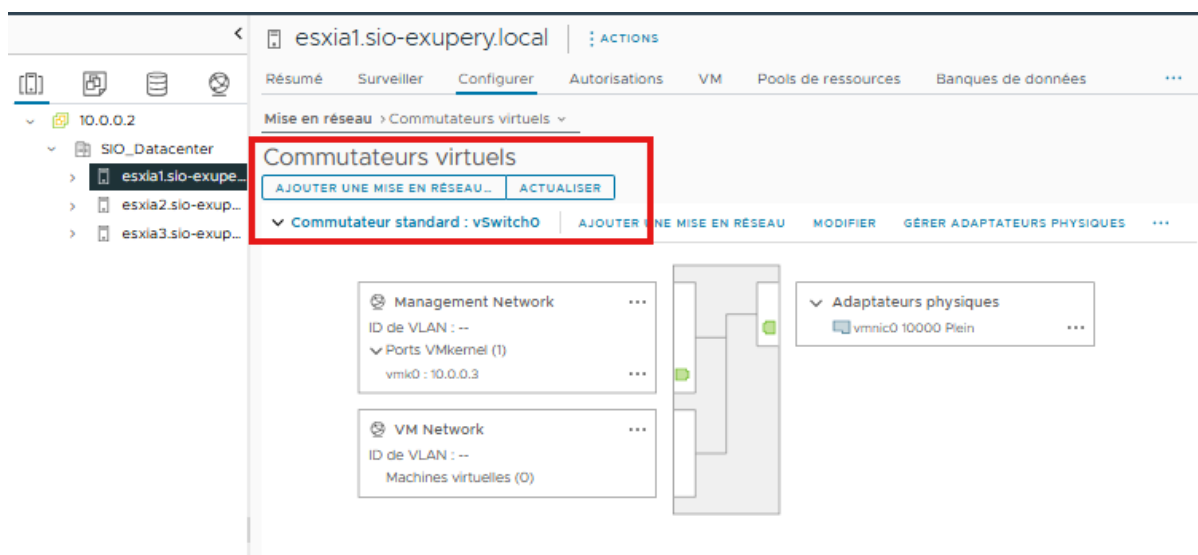 esxia1.sio-exupery.local
ACTIONS
Résumé Surveiller Configurer Autorisations VM Pools de ressources Banques de données ...
10.0.0.2
SIO_Datacenter
esxia1.sio-exupe...
esxia2.sio-exup...
esxia3.sio-exup...
Mise en réseau > Commutateurs virtuels
Commutateurs virtuels
AJOUTER UNE MISE EN RÉSEAU... ACTUALISER
Commutateur standard : vSwitch0 AJOUTER UNE MISE EN RÉSEAU MODIFIER GÉRER ADAPTATEURS PHYSIQUES ...
Management Network ...
ID de VLAN : --
Ports VMkernel (1)
vmk0 : 10.0.0.3 ...
VM Network ...
ID de VLAN : --
Machines virtuelles (0)
Adaptateurs physiques
vmnic0 10000 Plein ...